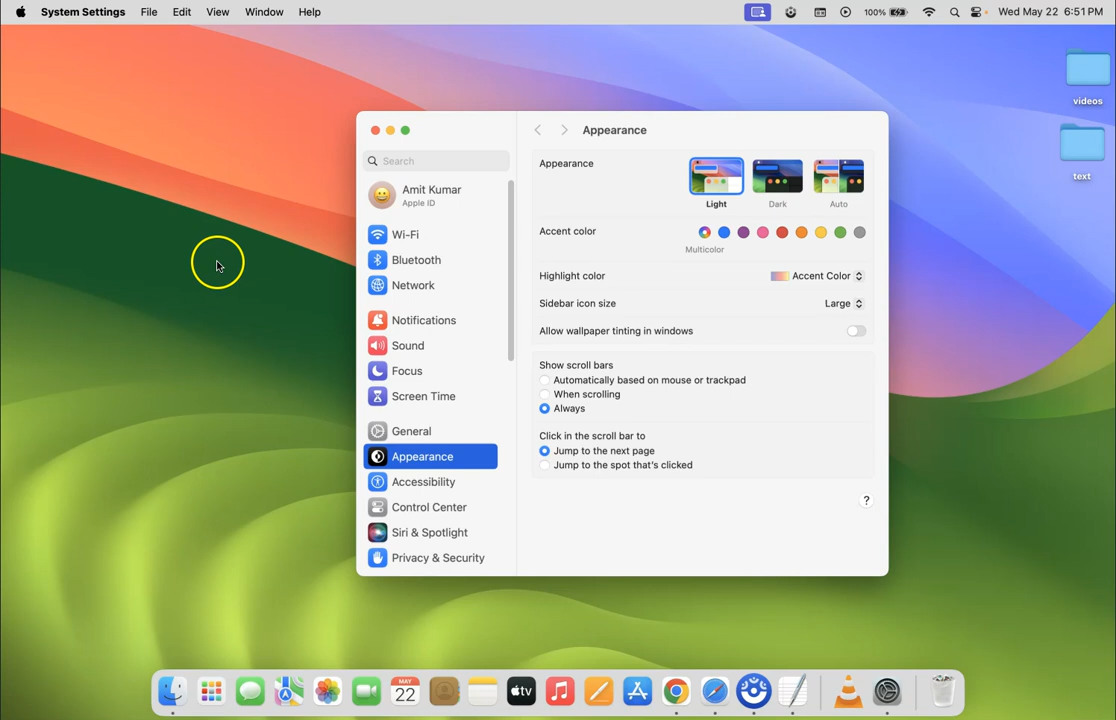 System Settings File Edit View Window Help 100% Wed May 22 6:51 PM
videos
text
Search
Amit Kumar
Apple ID
Wi-Fi
Bluetooth
Network
Notifications
Sound
Focus
Screen Time
General
Appearance
Accessibility
Control Center
Siri & Spotlight
Privacy & Security
Appearance
Appearance
Light Dark Auto
Accent color
Multicolor
Highlight color Accent Color
Sidebar icon size Large
Allow wallpaper tinting in windows
Show scroll bars
Automatically based on mouse or trackpad
When scrolling
Always
Click in the scroll bar to
Jump to the next page
Jump to the spot that's clicked
?
MAY
22
tv